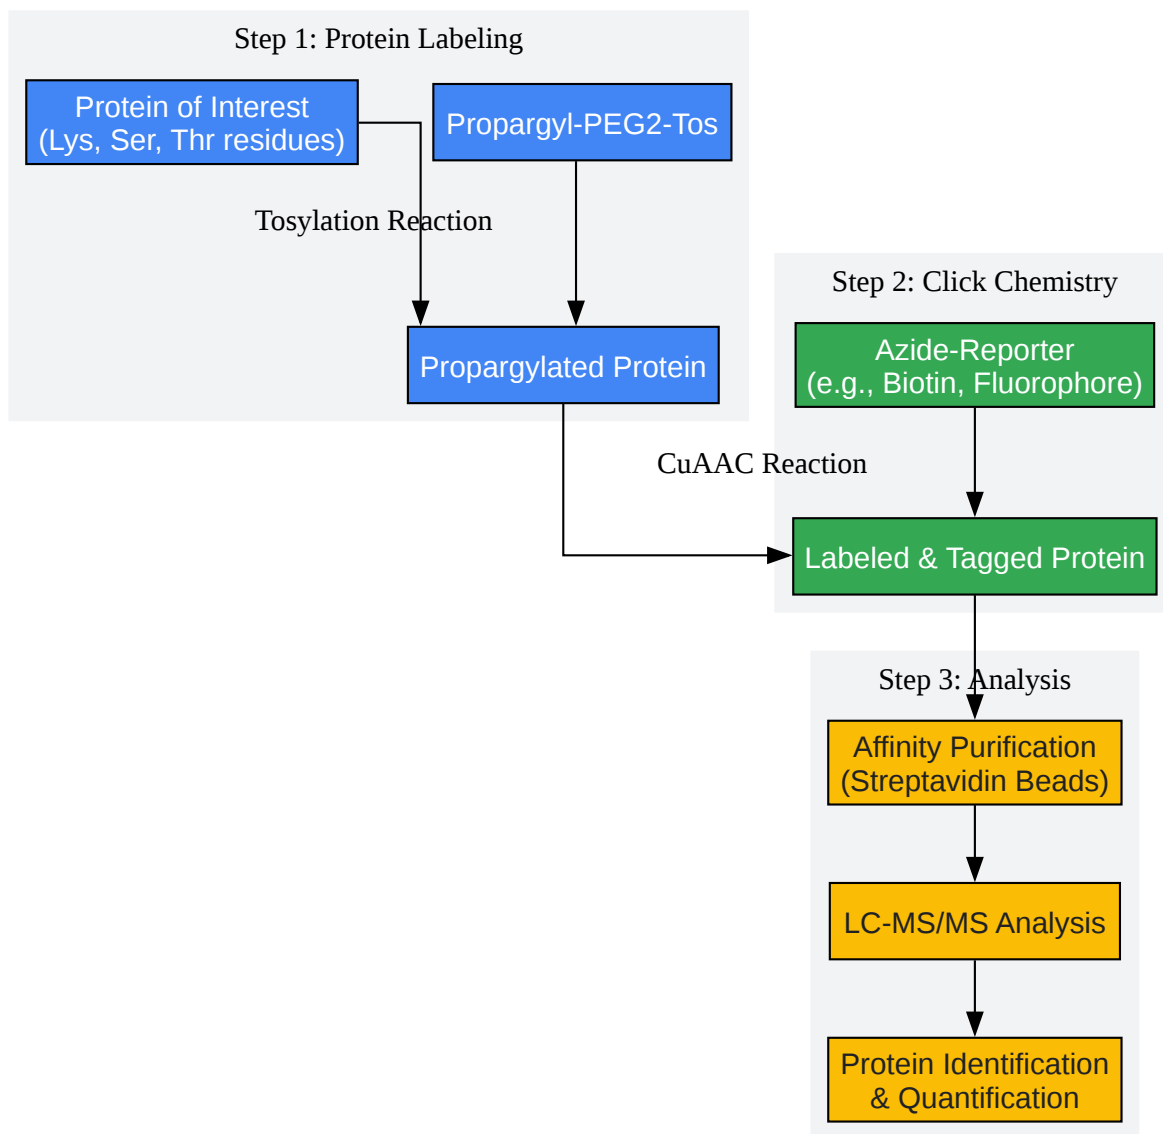 Step 1: Protein Labeling
Protein of Interest
(Lys, Ser, Thr residues)
Propargyl-PEG2-Tos
Tosylation Reaction
Propargylated Protein
Step 2: Click Chemistry
Azide-Reporter
(e.g., Biotin, Fluorophore)
CuAAC Reaction
Labeled & Tagged Protein
Step 3: Analysis
Affinity Purification
(Streptavidin Beads)
LC-MS/MS Analysis
Protein Identification
& Quantification